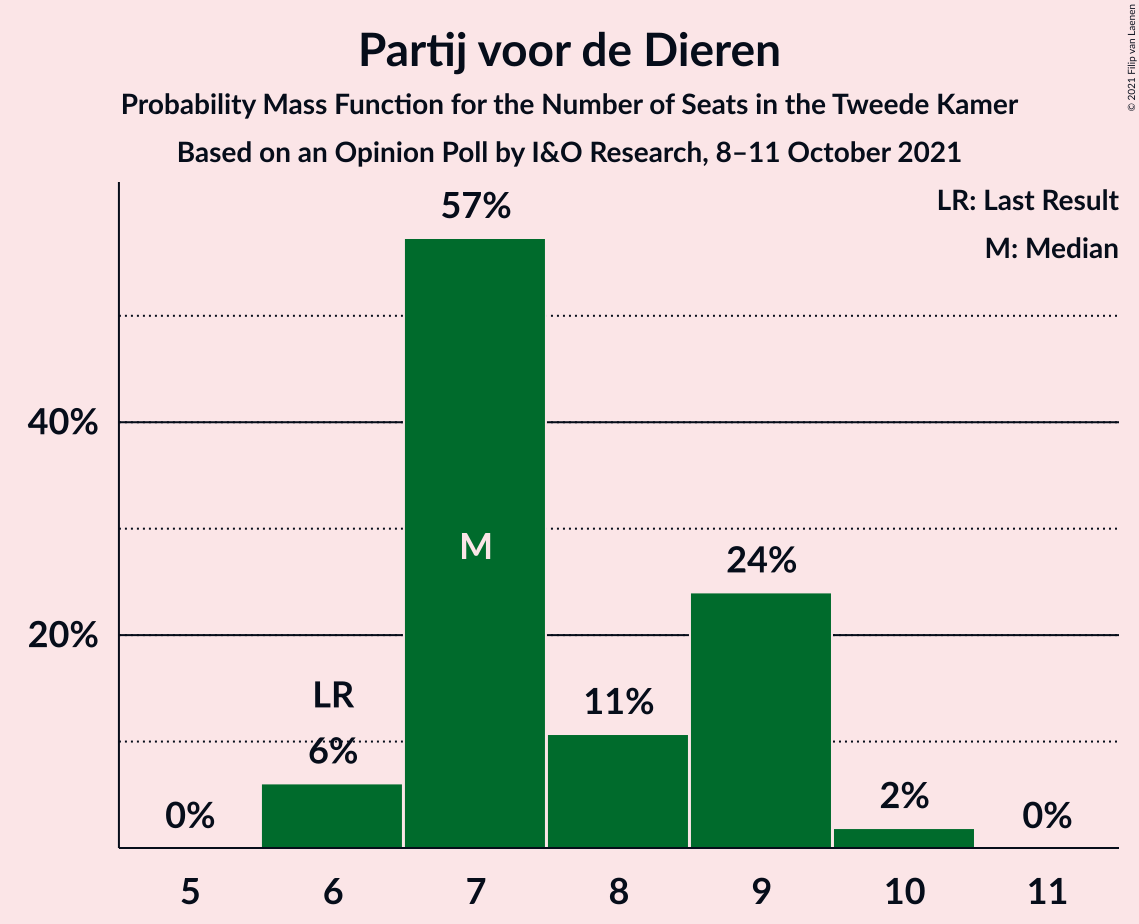 Partij voor de Dieren
Probability Mass Function for the Number of Seats in the Tweede Kamer
Based on an Opinion Poll by I&O Research, 8–11 October 2021
© 2021 Filip van Laenen
LR: Last Result
M: Median
57%
40%
M
24%
20%
LR
11%
6%
2%
0%
0%
5 6 7 8 9 10 11